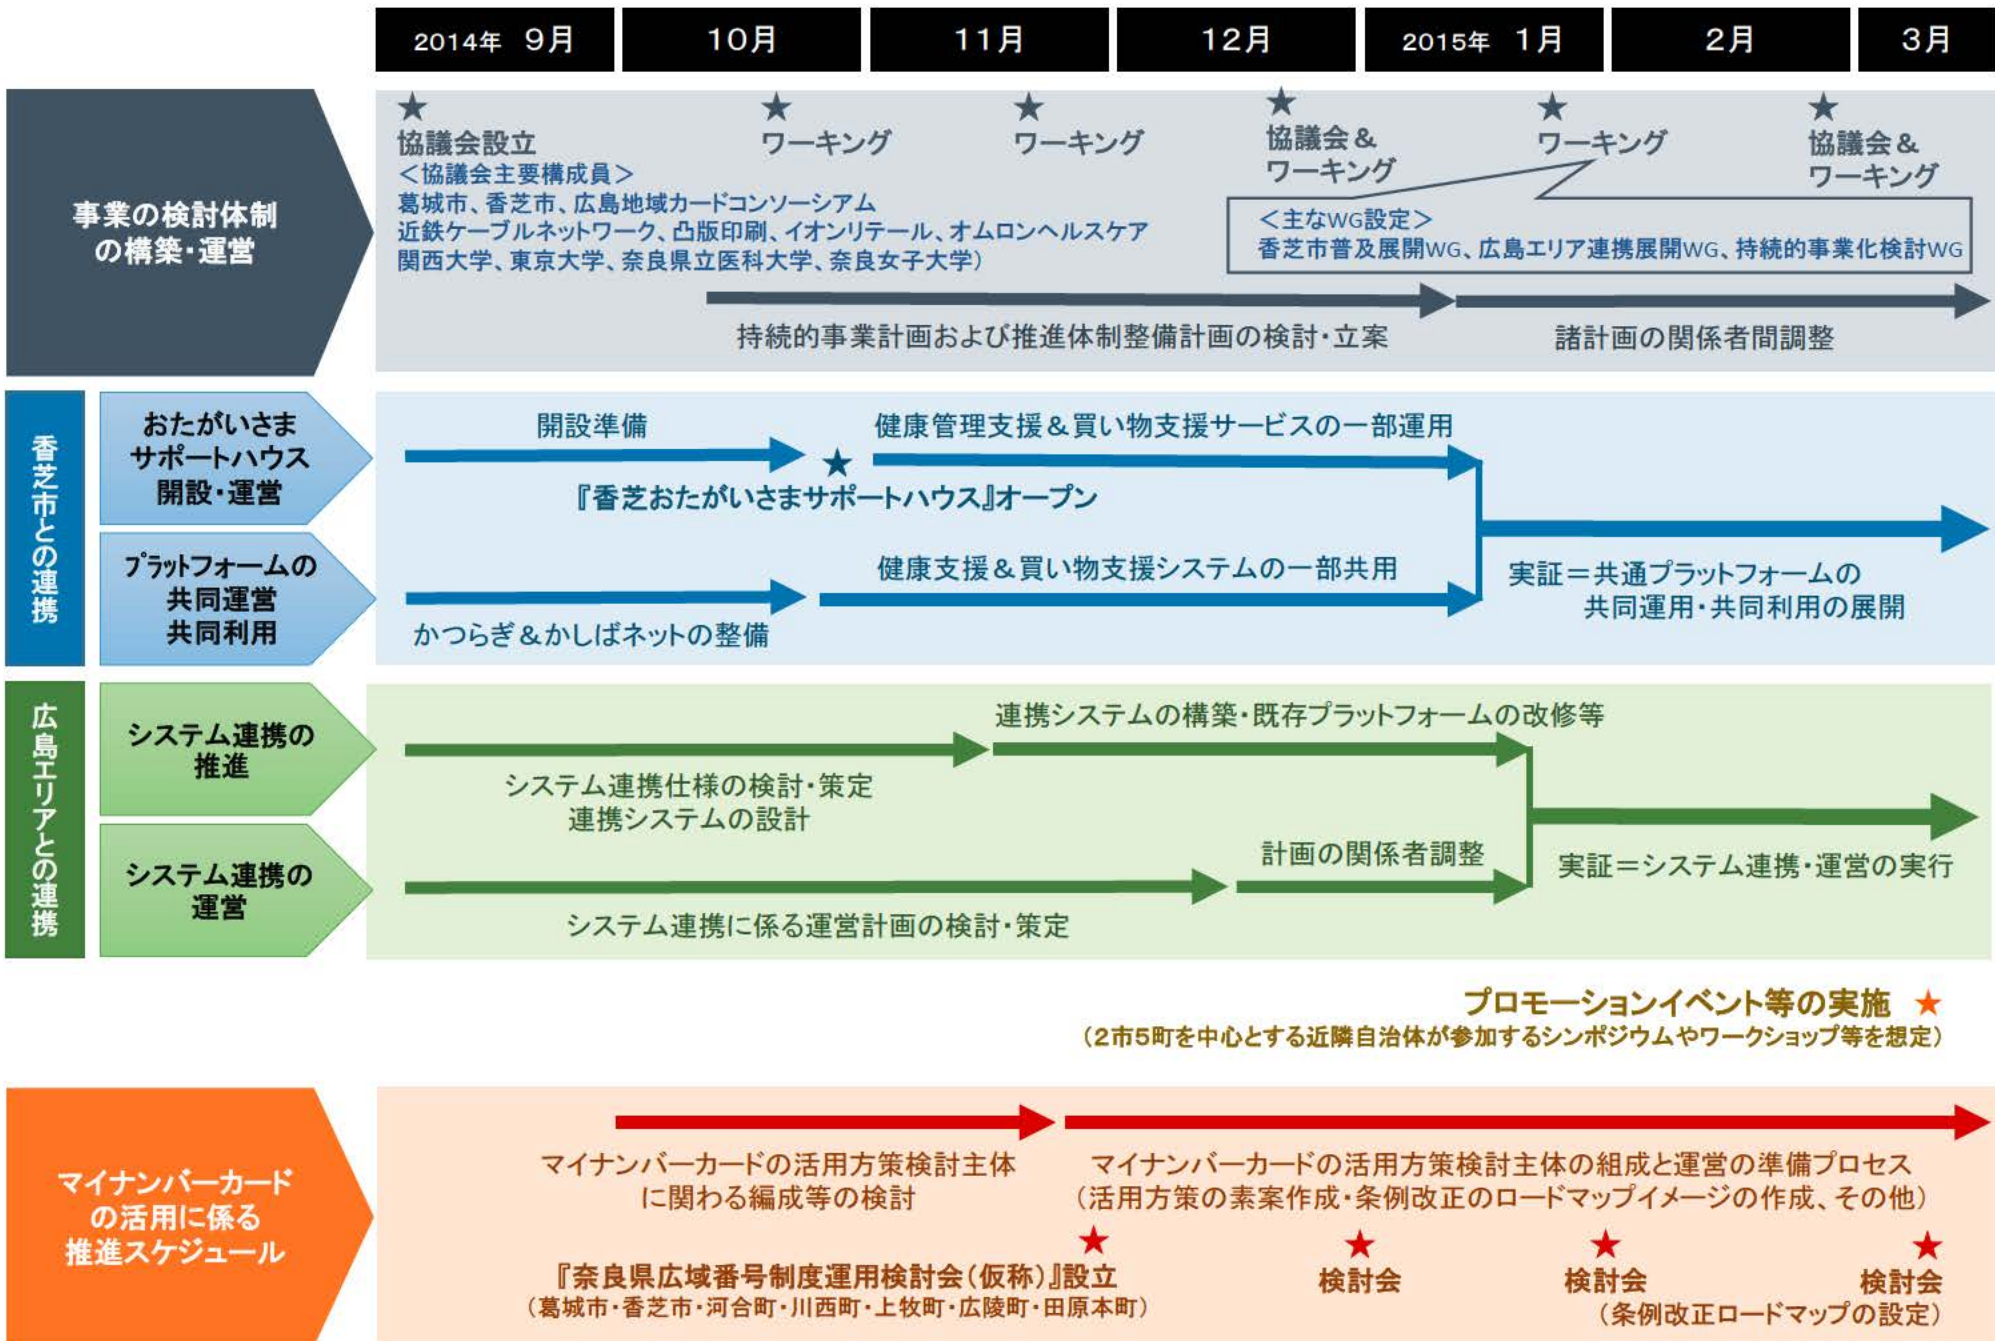 2014年 9月
10月
11月
12月
2015年 1月
2月
3月
事業の検討体制
の構築・運営
★
協議会設立
★
ワーキング
★
ワーキング
★
協議会&
ワーキング
★
ワーキング
★
協議会&
ワーキング
<協議会主要構成員>
葛城市、香芝市、広島地域カードコンソーシアム
近鉄ケーブルネットワーク、凸版印刷、イオンリテール、オムロンヘルスケア
関西大学、東京大学、奈良県立医科大学、奈良女子大学)
<主なWG設定>
香芝市普及展開WG、広島エリア連携展開WG、持続的事業化検討WG
持続的事業計画および推進体制整備計画の検討・立案
諸計画の関係者間調整
香芝市との連携
おたがいさま
サポートハウス
開設・運営
開設準備
健康管理支援&買い物支援サービスの一部運用
★
『香芝おたがいさまサポートハウス』オープン
プラットフォームの
共同運営
共同利用
健康支援&買い物支援システムの一部共用
かつらぎ&かしばネットの整備
実証=共通プラットフォームの
共同運用・共同利用の展開
広島エリアとの連携
システム連携の
推進
連携システムの構築・既存プラットフォームの改修等
システム連携仕様の検討・策定
連携システムの設計
システム連携の
運営
計画の関係者調整
システム連携に係る運営計画の検討・策定
実証=システム連携・運営の実行
プロモーションイベント等の実施 ★
(2市5町を中心とする近隣自治体が参加するシンポジウムやワークショップ等を想定)
マイナンバーカード
の活用に係る
推進スケジュール
マイナンバーカードの活用方策検討主体
に関わる編成等の検討
マイナンバーカードの活用方策検討主体の組成と運営の準備プロセス
(活用方策の素案作成・条例改正のロードマップイメージの作成、その他)
★
『奈良県広域番号制度運用検討会(仮称)』設立
(葛城市・香芝市・河合町・川西町・上牧町・広陵町・田原本町)
★
検討会
★
検討会
★
検討会
(条例改正ロードマップの設定)